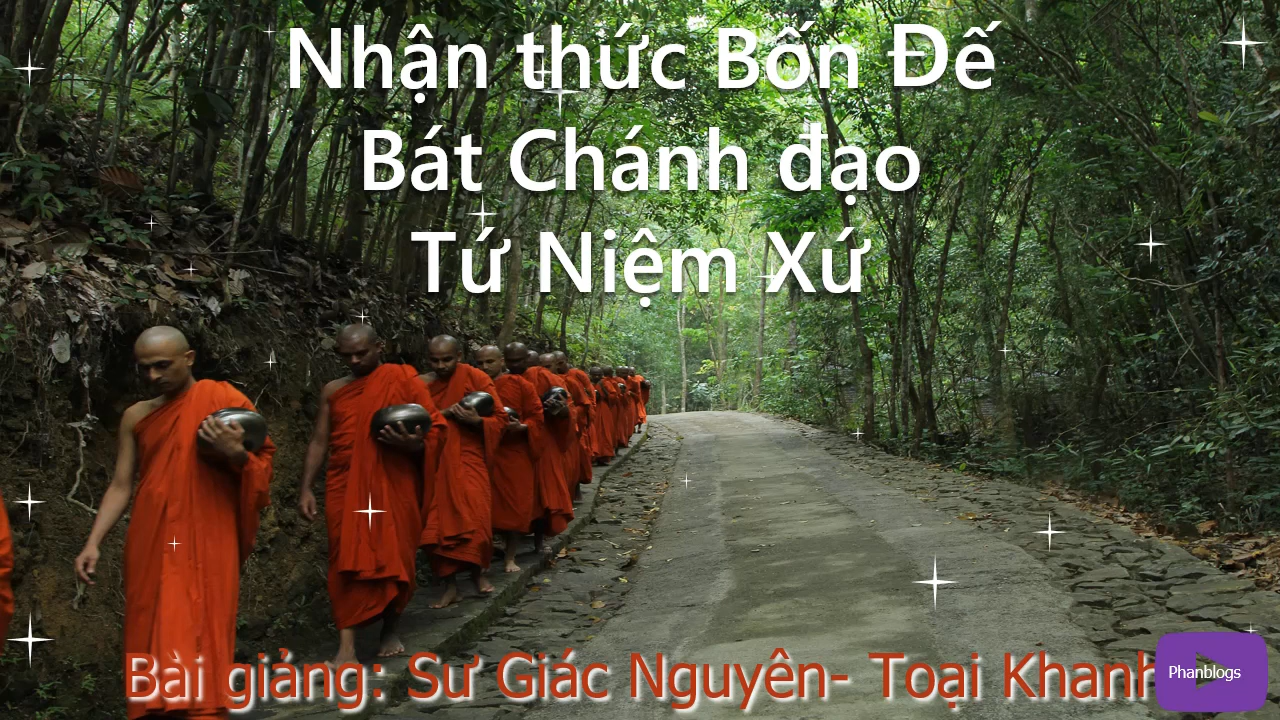 Nhận thức Bốn Đế
Bát Chánh đạo
Tứ Niệm Xứ
Bài giảng: Sư Giác Nguyên- Toại Khanh
Phanblogs